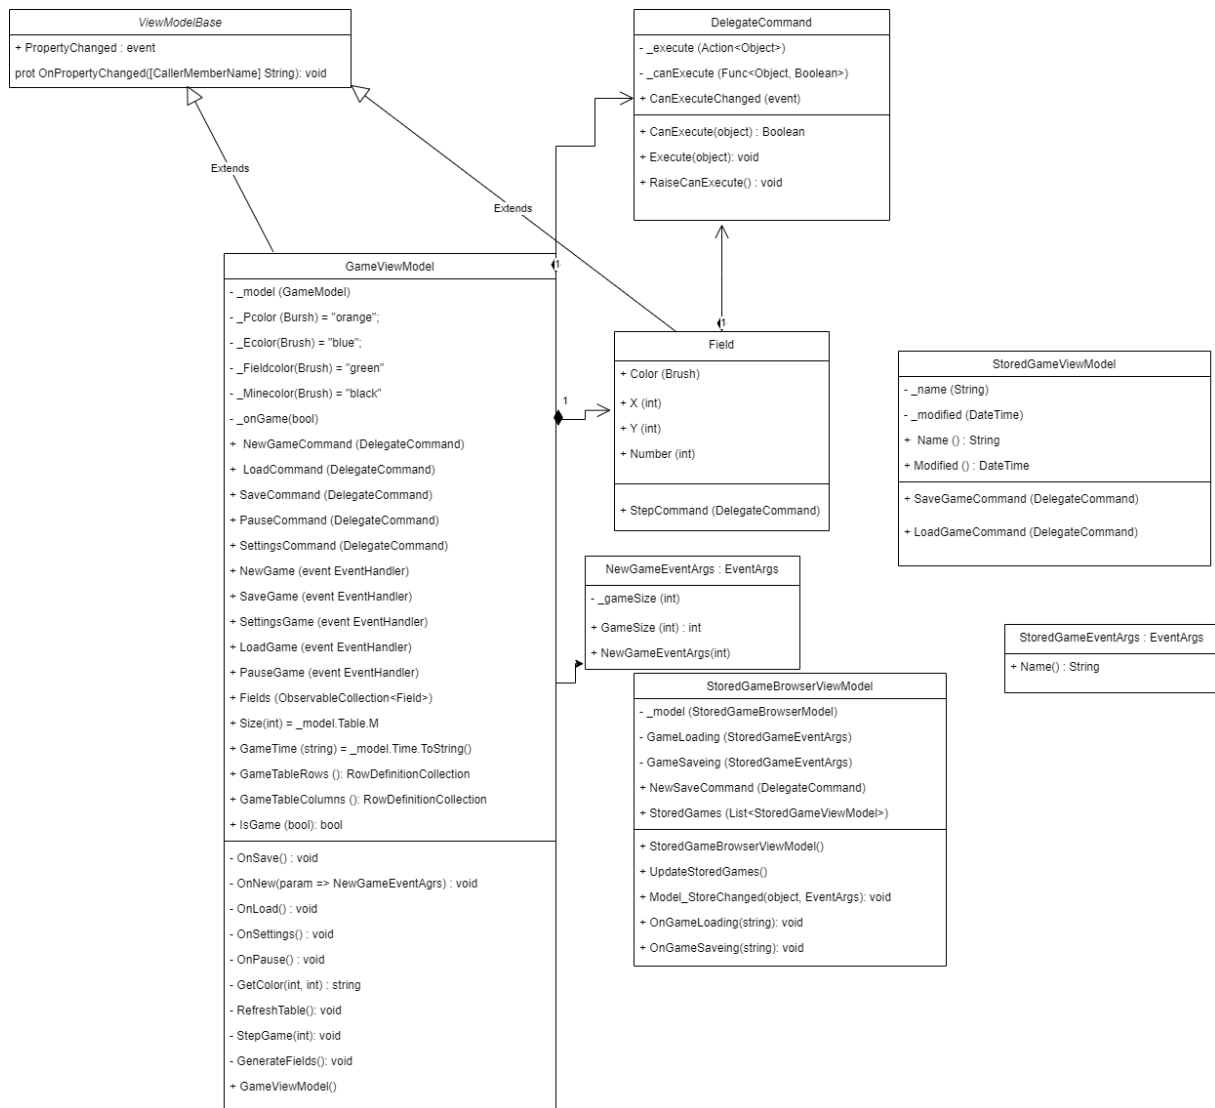 ViewModelBase
+ PropertyChanged : event
prot OnPropertyChanged([CallerMemberName] String): void
DelegateCommand
- _execute (Action<Object>)
- _canExecute (Func<Object, Boolean>)
+ CanExecuteChanged (event)
+ CanExecute(object) : Boolean
+ Execute(object): void
+ RaiseCanExecute() : void
Extends
Extends
GameViewModel
- _model (GameModel)
- _Pcolor (Bursh) = "orange";
- _Ecolor(Brush) = "blue";
- _Fieldcolor(Brush) = "green"
- _Minecolor(Brush) = "black"
- _onGame(bool)
+ NewGameCommand (DelegateCommand)
+ LoadCommand (DelegateCommand)
+ SaveCommand (DelegateCommand)
+ PauseCommand (DelegateCommand)
+ SettingsCommand (DelegateCommand)
+ NewGame (event EventHandler)
+ SaveGame (event EventHandler)
+ SettingsGame (event EventHandler)
+ LoadGame (event EventHandler)
+ PauseGame (event EventHandler)
+ Fields (ObservableCollection<Field>)
+ Size(int) = _model.Table.M
+ GameTime (string) = _model.Time.ToString()
+ GameTableRows (): RowDefinitionCollection
+ GameTableColumns (): RowDefinitionCollection
+ IsGame (bool): bool
- OnSave() : void
- OnNew(param => NewGameEventAgrs) : void
- OnLoad() : void
- OnSettings() : void
- OnPause() : void
- GetColor(int, int) : string
- RefreshTable(): void
- StepGame(int): void
- GenerateFields(): void
+ GameViewModel()
1
1
1
Field
+ Color (Brush)
+ X (int)
+ Y (int)
+ Number (int)
+ StepCommand (DelegateCommand)
StoredGameViewModel
- _name (String)
- _modified (DateTime)
+ Name () : String
+ Modified () : DateTime
+ SaveGameCommand (DelegateCommand)
+ LoadGameCommand (DelegateCommand)
NewGameEventArgs : EventArgs
- _gameSize (int)
+ GameSize (int) : int
+ NewGameEventArgs(int)
StoredGameEventArgs : EventArgs
+ Name() : String
StoredGameBrowserViewModel
- _model (StoredGameBrowserModel)
- GameLoading (StoredGameEventArgs)
- GameSaveing (StoredGameEventArgs)
+ NewSaveCommand (DelegateCommand)
+ StoredGames (List<StoredGameViewModel>)
+ StoredGameBrowserViewModel()
+ UpdateStoredGames()
+ Model_StoreChanged(object, EventArgs): void
+ OnGameLoading(string): void
+ OnGameSaveing(string): void